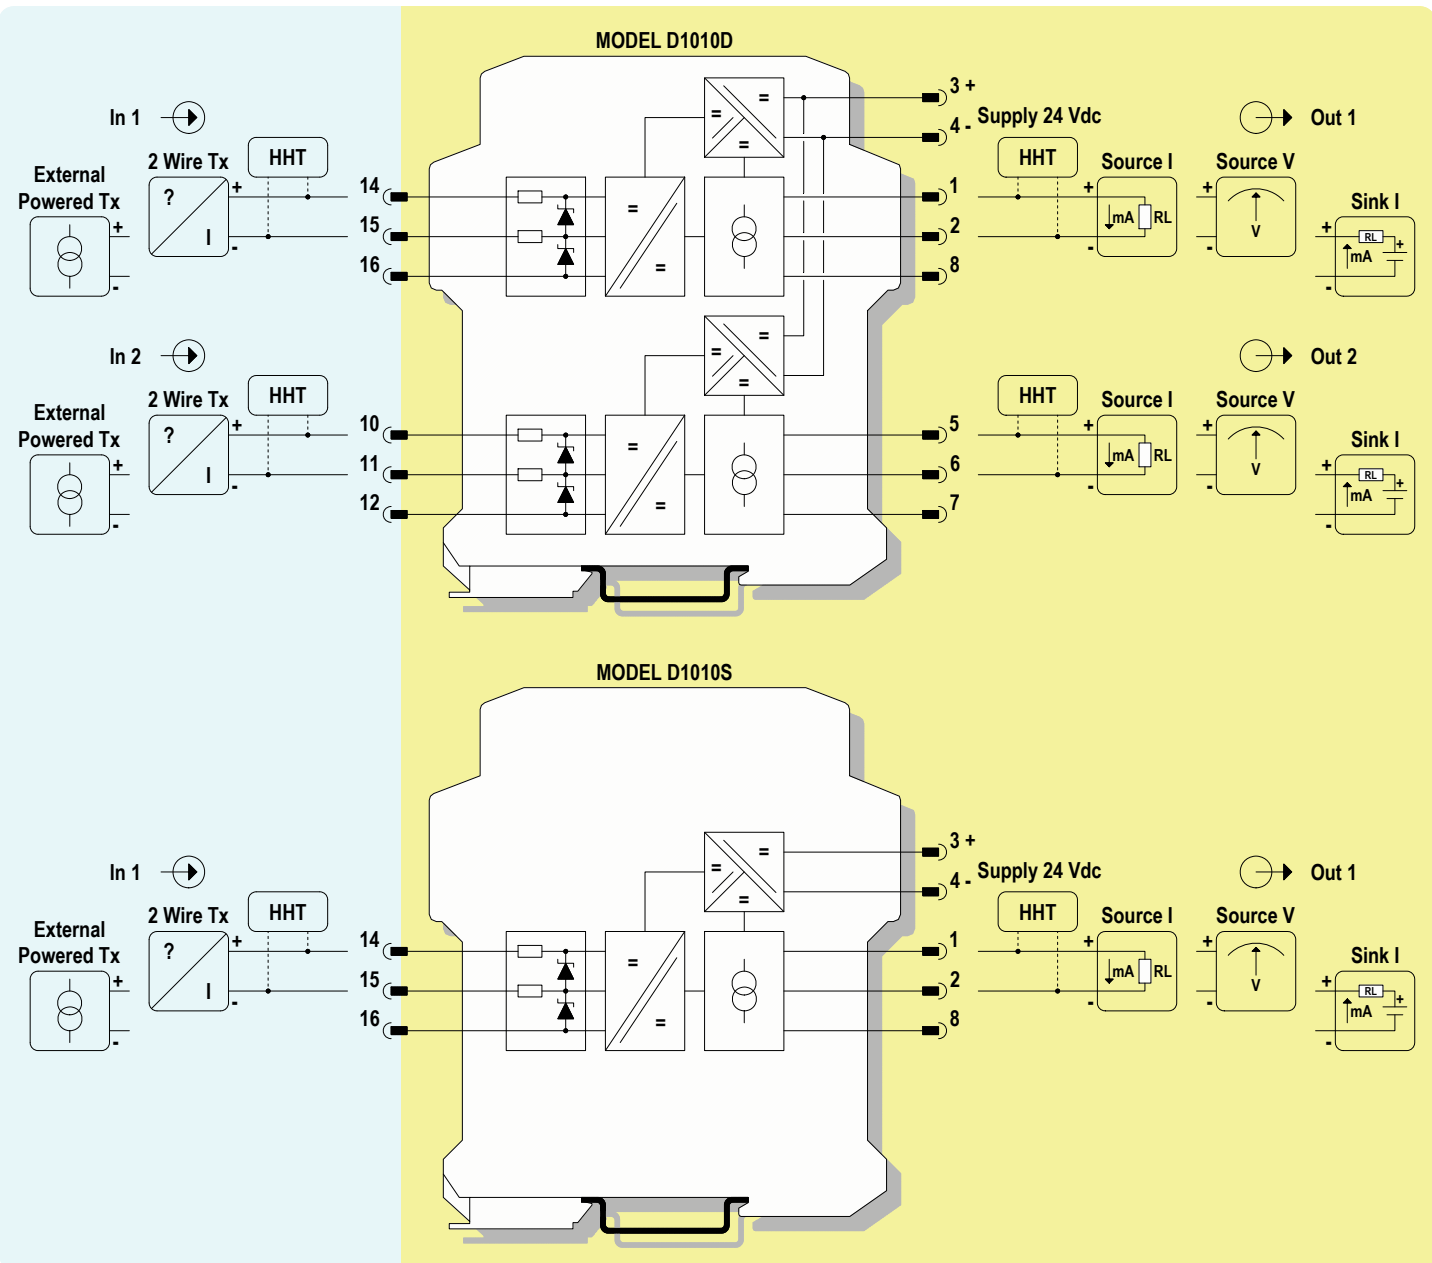 MODEL D1010D
3 +
In 1
Supply 24 Vdc
Out 1
4 -
2 Wire Tx
HHT
HHT
Source I
Source V
External
Powered Tx
?
I
+
-
14
15
16
=
=
=
=
=
1
2
8
+
-
mA
RL
+
-
V
Sink I
+
-
RL
mA
+
+
-
In 2
Out 2
2 Wire Tx
HHT
HHT
Source I
Source V
External
Powered Tx
?
I
+
-
10
11
12
=
=
=
=
=
5
6
7
+
-
mA
RL
+
-
V
Sink I
+
-
RL
mA
+
+
-
MODEL D1010S
3 +
In 1
Supply 24 Vdc
Out 1
4 -
2 Wire Tx
HHT
HHT
Source I
Source V
External
Powered Tx
?
I
+
-
14
15
16
=
=
=
=
=
1
2
8
+
-
mA
RL
+
-
V
Sink I
+
-
RL
mA
+
+
-